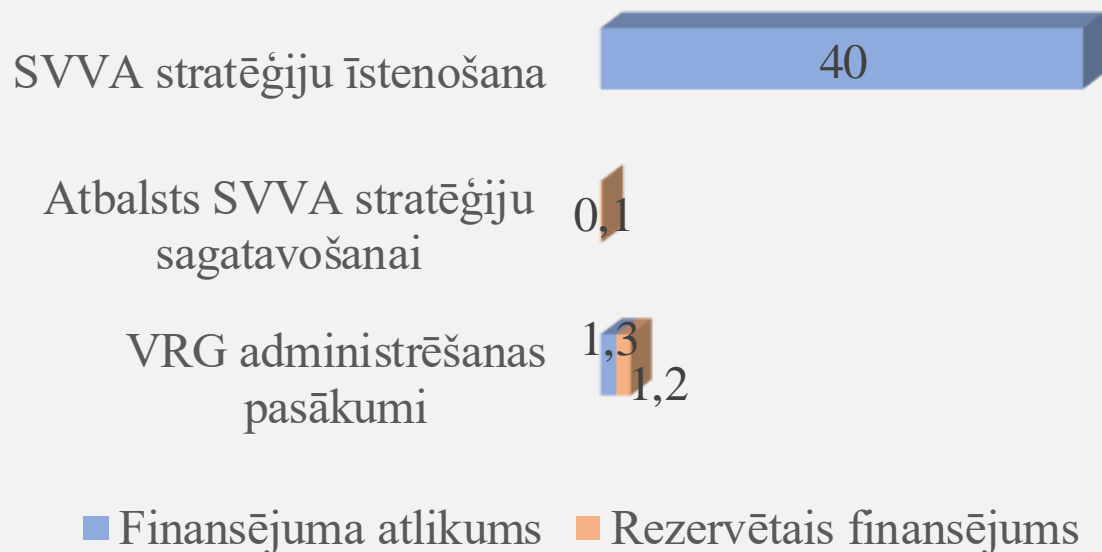 SVVA stratēģiju īstenošana
40
Atbalsts SVVA stratēģiju
sagatavošanai
0,1
VRG administrēšanas
pasākumi
1,3
1,2
Finansējuma atlikums
Rezervētais finansējums